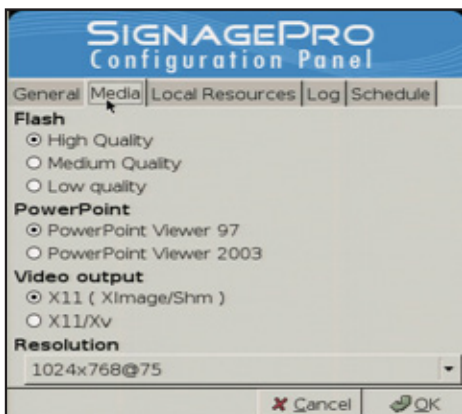 SIGNAGEPRO
Configuration Panel
General Media Local Resources Log Schedule
Flash
High Quality
Medium Quality
Low quality
PowerPoint
PowerPoint Viewer 97
PowerPoint Viewer 2003
Video output
X11 ( XImage/Shm )
X11/Xv
Resolution
1024x768@75
Cancel OK